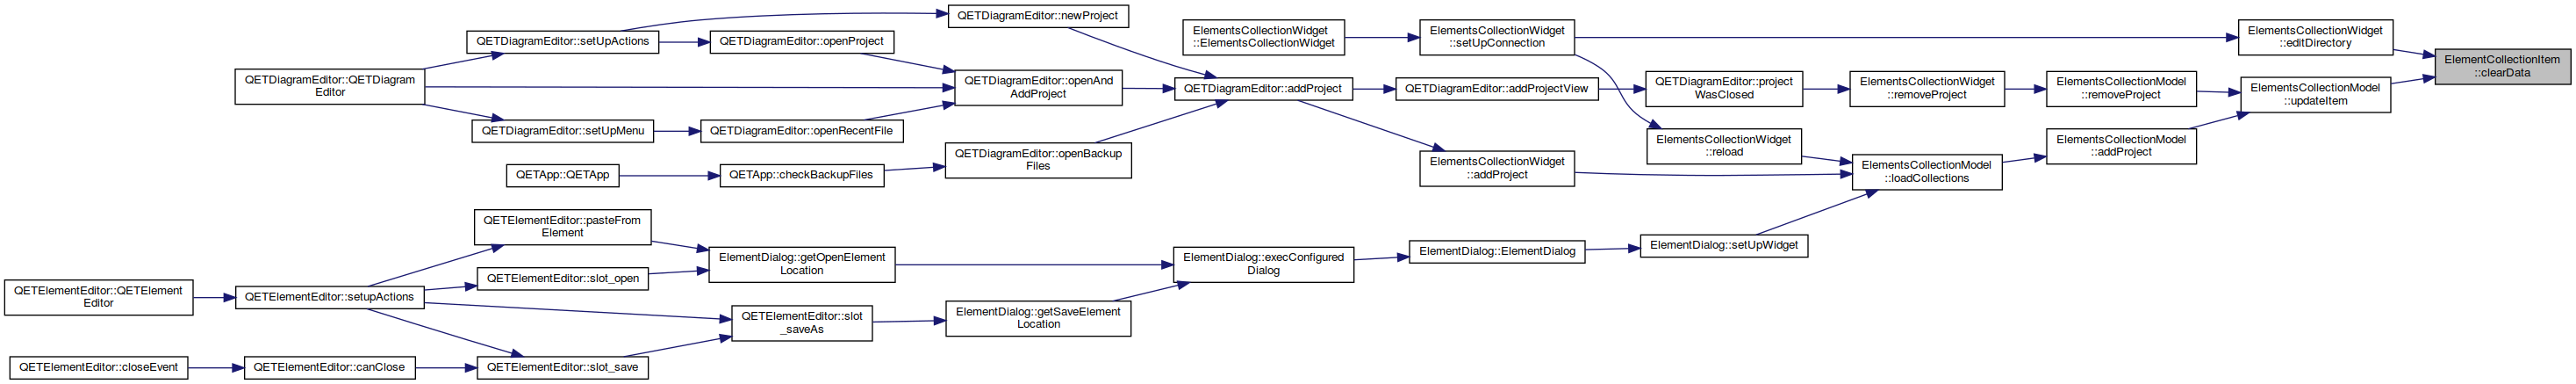 QETDiagramEditor::newProject
QETDiagramEditor::setUpActions
QETDiagramEditor::openProject
ElementsCollectionWidget
::ElementsCollectionWidget
ElementsCollectionWidget
::setUpConnection
ElementsCollectionWidget
::editDirectory
ElementCollectionItem
::clearData
QETDiagramEditor::QETDiagram
Editor
QETDiagramEditor::openAnd
AddProject
QETDiagramEditor::addProject
QETDiagramEditor::addProjectView
QETDiagramEditor::project
WasClosed
ElementsCollectionWidget
::removeProject
ElementsCollectionModel
::removeProject
ElementsCollectionModel
::updateItem
QETDiagramEditor::setUpMenu
QETDiagramEditor::openRecentFile
ElementsCollectionWidget
::reload
ElementsCollectionModel
::addProject
QETDiagramEditor::openBackup
Files
QETApp::QETApp
QETApp::checkBackupFiles
ElementsCollectionWidget
::addProject
ElementsCollectionModel
::loadCollections
QETElementEditor::pasteFrom
Element
ElementDialog::getOpenElement
Location
ElementDialog::execConfigured
Dialog
ElementDialog::ElementDialog
ElementDialog::setUpWidget
QETElementEditor::slot_open
QETElementEditor::QETElement
Editor
QETElementEditor::setupActions
QETElementEditor::slot
_saveAs
ElementDialog::getSaveElement
Location
QETElementEditor::closeEvent
QETElementEditor::canClose
QETElementEditor::slot_save